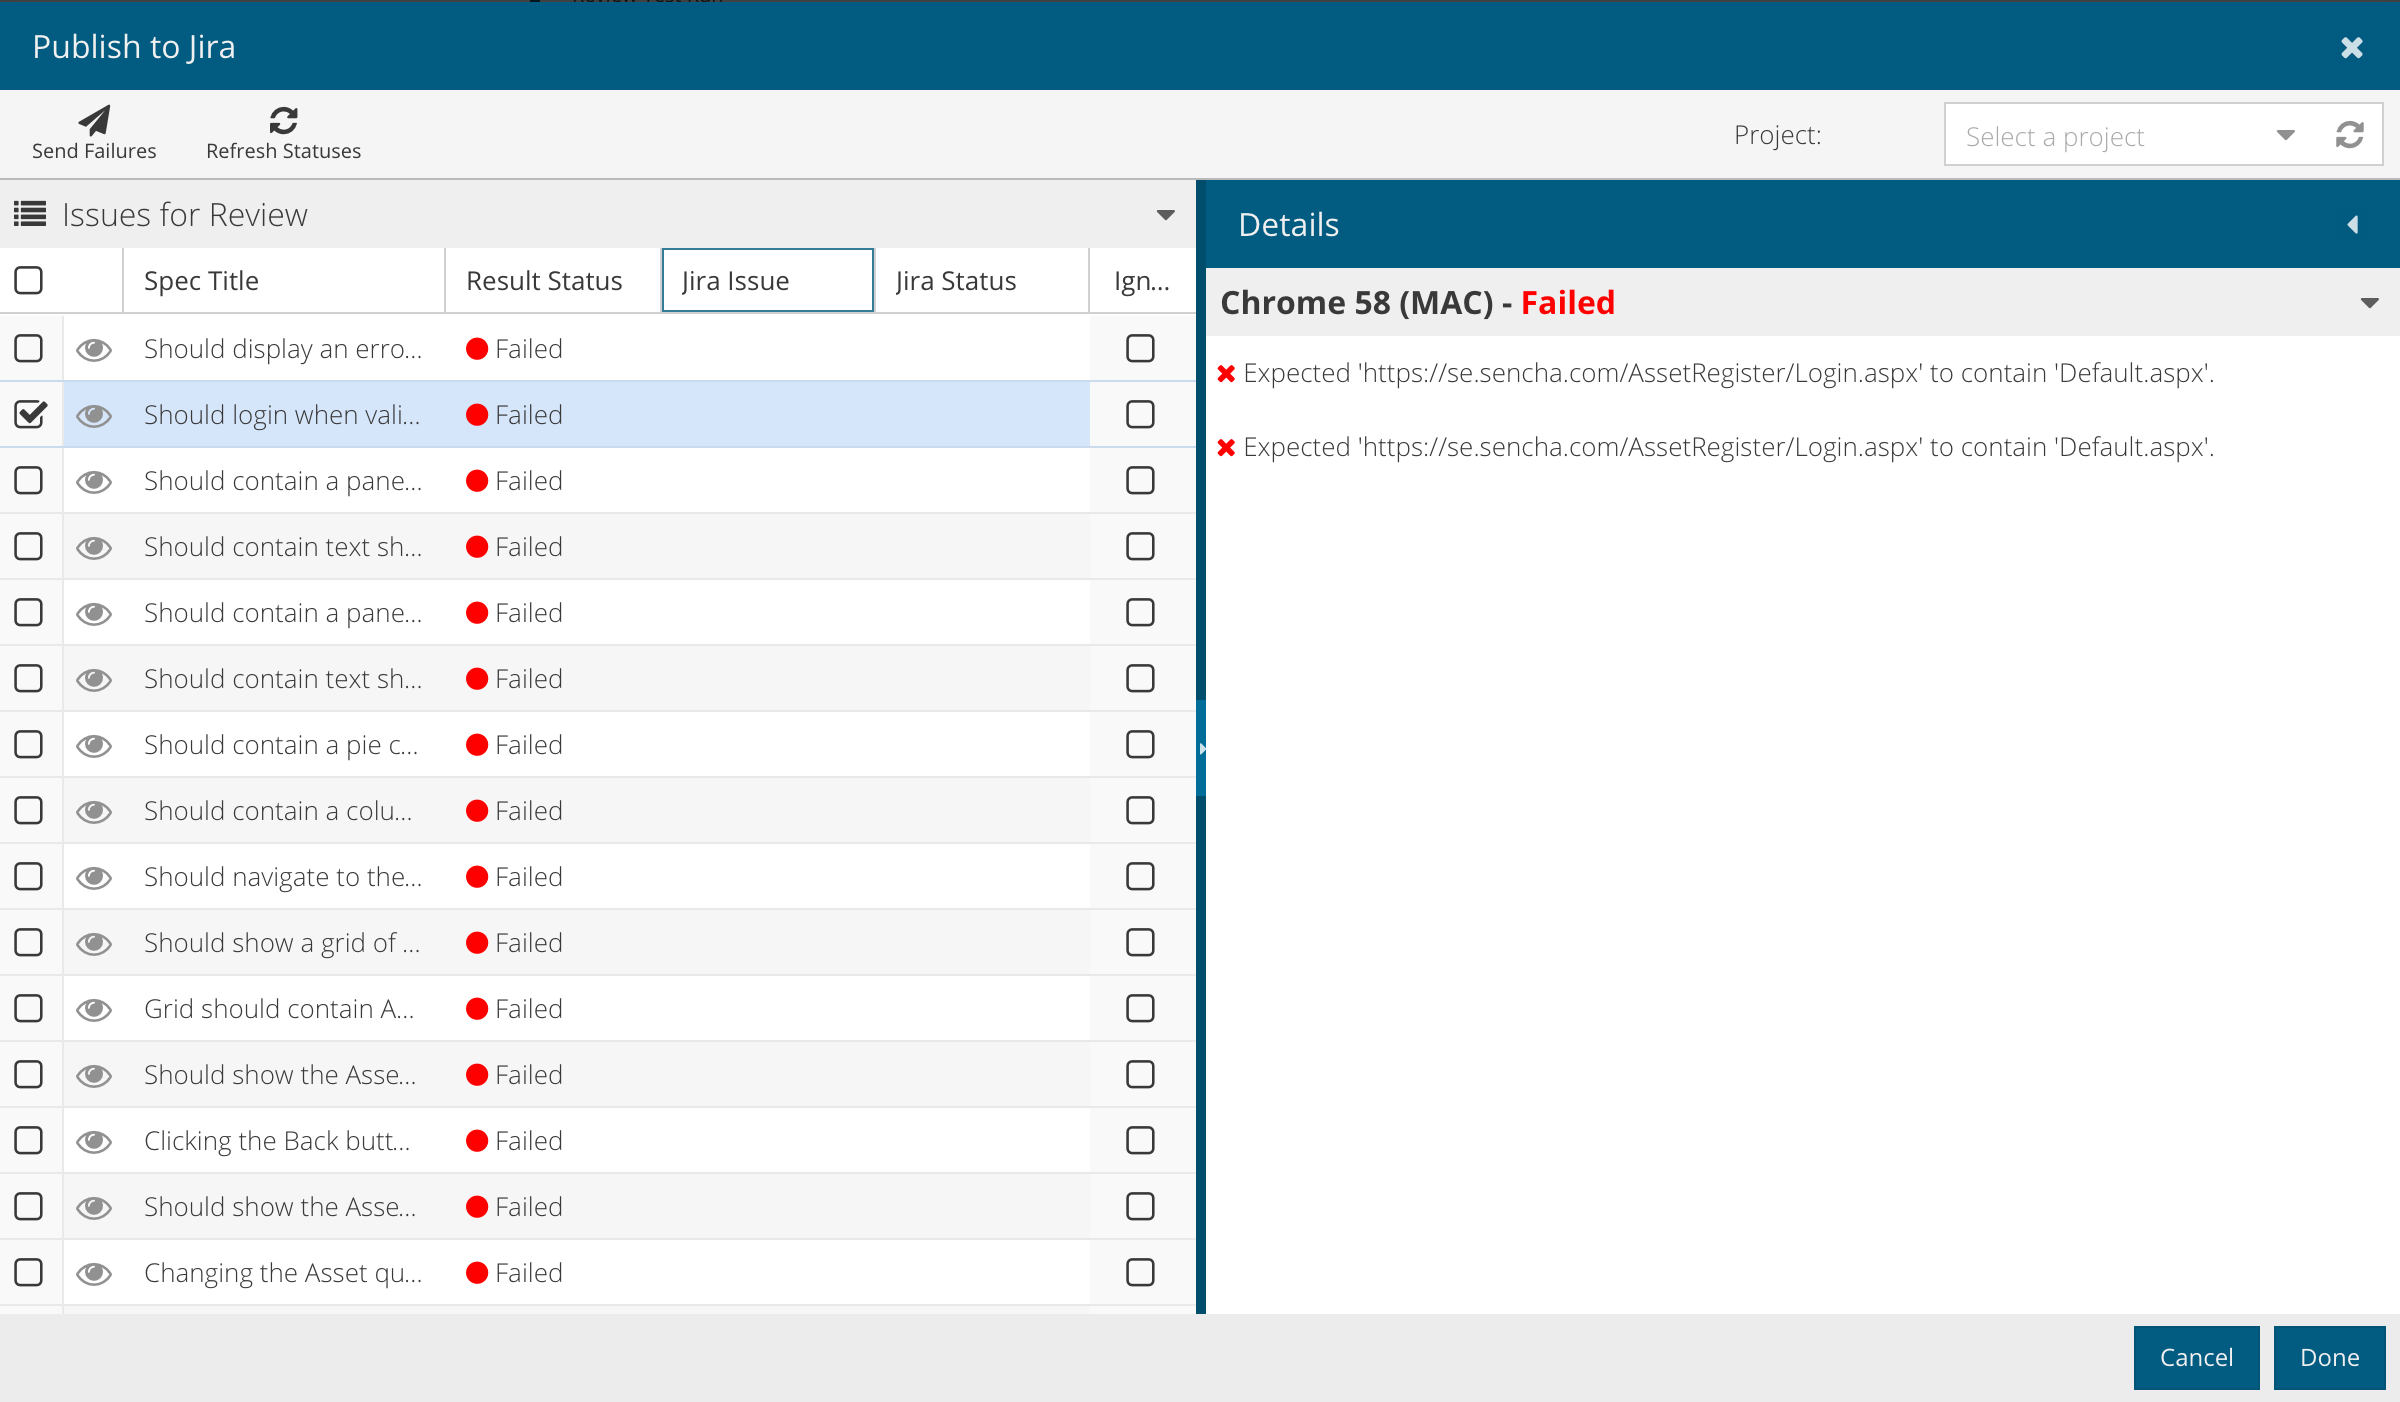 Publish to Jira
Send Failures
Refresh Statuses
Project:
Select a project
Issues for Review
Spec Title
Result Status
Jira Issue
Jira Status
Ign...
Should display an erro...
Failed
Should login when vali...
Failed
Should contain a pane...
Failed
Should contain text sh...
Failed
Should contain a pane...
Failed
Should contain text sh...
Failed
Should contain a pie c...
Failed
Should contain a colu...
Failed
Should navigate to the...
Failed
Should show a grid of ...
Failed
Grid should contain A...
Failed
Should show the Asse...
Failed
Clicking the Back butt...
Failed
Should show the Asse...
Failed
Changing the Asset qu...
Failed
Details
Chrome 58 (MAC) - Failed
Expected 'https://se.sencha.com/AssetRegister/Login.aspx' to contain 'Default.aspx'.
Expected 'https://se.sencha.com/AssetRegister/Login.aspx' to contain 'Default.aspx'.
Cancel
Done